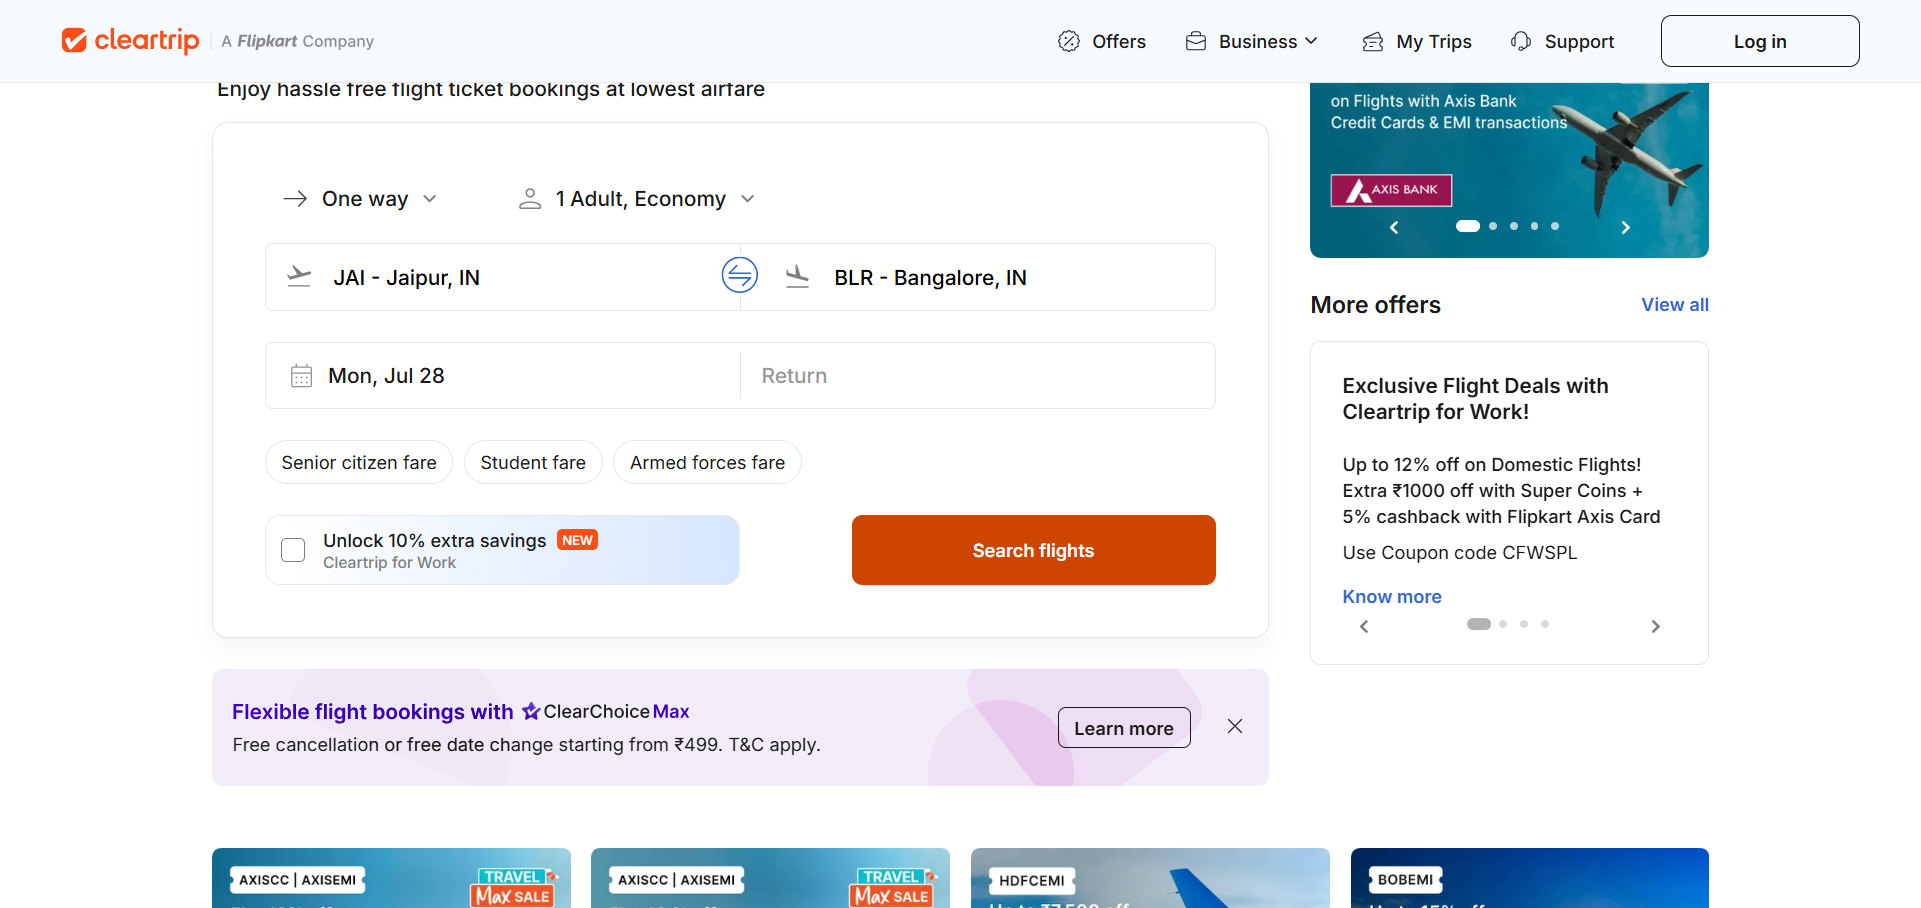 cleartrip A Flipkart Company
Offers
Business
My Trips
Support
Log in
Enjoy hassle free flight ticket bookings at lowest airfare
One way
1 Adult, Economy
JAI - Jaipur, IN
BLR - Bangalore, IN
Mon, Jul 28
Return
Senior citizen fare
Student fare
Armed forces fare
Unlock 10% extra savings NEW
Cleartrip for Work
Search flights
on Flights with Axis Bank
Credit Cards & EMI transactions
AXIS BANK
More offers
View all
Exclusive Flight Deals with
Cleartrip for Work!
Up to 12% off on Domestic Flights!
Extra ₹1000 off with Super Coins +
5% cashback with Flipkart Axis Card
Use Coupon code CFWSPL
Know more
Flexible flight bookings with ClearChoice Max
Free cancellation or free date change starting from ₹499. T&C apply.
Learn more
AXISCC | AXISEMI
TRAVEL
Max SALE
AXISCC | AXISEMI
TRAVEL
Max SALE
HDFCEMI
Up to ₹7,500 off
BOBEMI